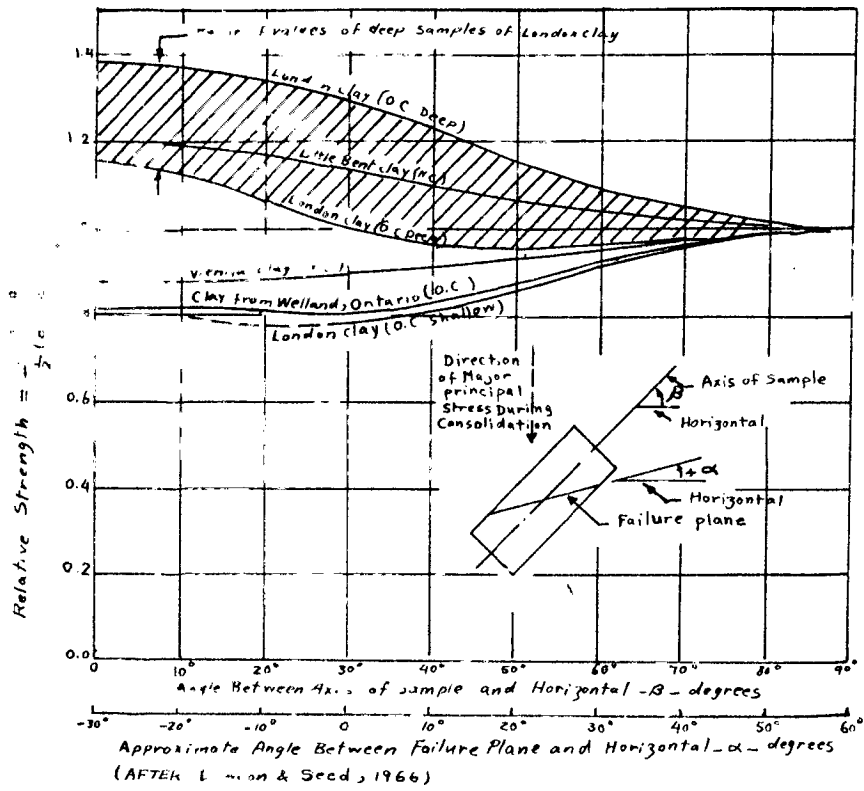 values of deep samples of London clay
1.4
London clay (O.C Deep)
1.2
Little Bent clay (N.C)
London clay (O.C Deep)
Vienna clay
Clay from Welland, Ontario (O.C)
London clay (O.C Shallow)
Relative Strength =
Direction
of Major
principal
Stress During
Consolidation
Axis of Sample
β
Horizontal
0.6
+ α
Horizontal
Failure plane
0.4
0.2
0.0
0 10° 20° 30° 40° 50° 60° 70° 80° 90°
Angle Between Axis of sample and Horizontal -β- degrees
-30° -20° -10° 0 10° 20° 30° 40° 50° 60°
Approximate Angle Between Failure Plane and Horizontal -α- degrees
(AFTER & Seed, 1966)